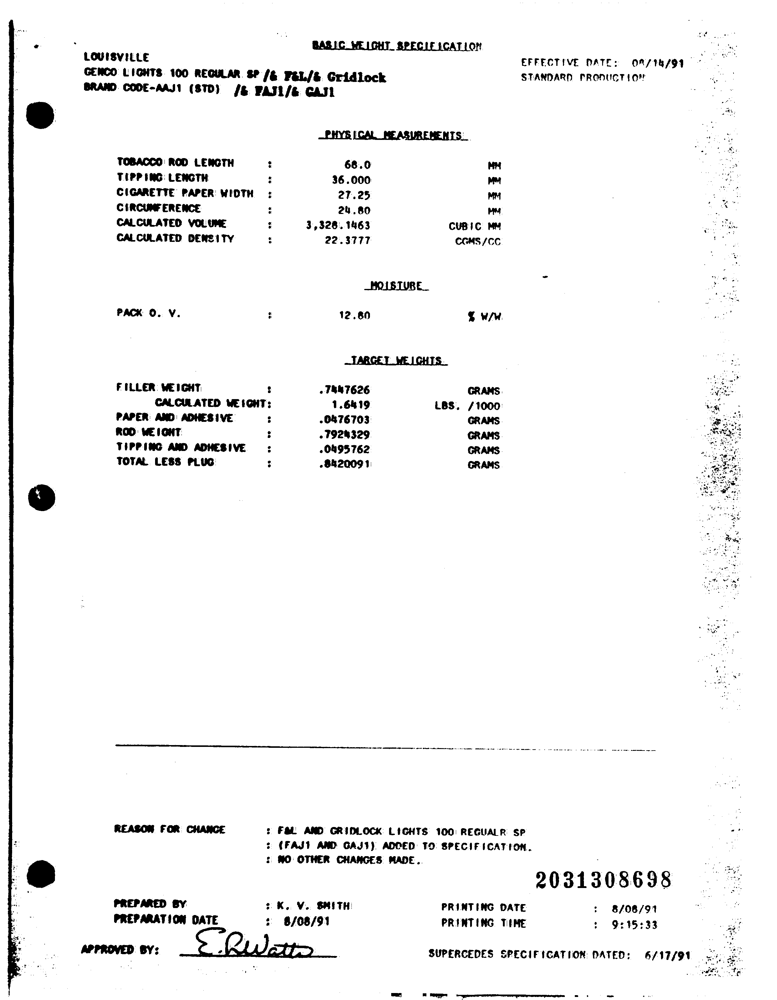 BASIC WEIGHT SPECIFICATION
LOUISVILLE
EFFECTIVE DATE: 08/14/91
GENCO LIGHTS 100 REGULAR SP /& F&L/& Gridlock
STANDARD PRODUCTION
BRAND CODE-AAJ1 (STD) /& FAJ1/& GAJ1
PHYSICAL MEASUREMENTS
TOBACCO ROD LENGTH : 68.0 MM
TIPPING LENGTH : 36.000 MM
CIGARETTE PAPER WIDTH : 27.25 MM
CIRCUMFERENCE : 24.80 MM
CALCULATED VOLUME : 3,328.1463 CUBIC MM
CALCULATED DENSITY : 22.3777 CGMS/CC
MOISTURE
PACK O. V. : 12.80 % W/W
TARGET WEIGHTS
FILLER WEIGHT : .7447626 GRAMS
CALCULATED WEIGHT: 1.6419 LBS. /1000
PAPER AND ADHESIVE : .0476703 GRAMS
ROD WEIGHT : .7924329 GRAMS
TIPPING AND ADHESIVE : .0495762 GRAMS
TOTAL LESS PLUG : .8420091 GRAMS
REASON FOR CHANGE : F&L AND GRIDLOCK LIGHTS 100 REGUALR SP
: (FAJ1 AND GAJ1) ADDED TO SPECIFICATION.
: NO OTHER CHANGES MADE.
2031308698
PREPARED BY : K. V. SMITH PRINTING DATE : 8/08/91
PREPARATION DATE : 8/08/91 PRINTING TIME : 9:15:33
APPROVED BY: E.R.Watts SUPERCEDES SPECIFICATION DATED: 6/17/91